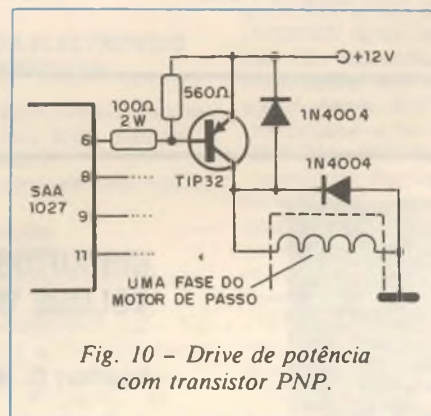 +12V
560Ω
100Ω
2W
1N4004
6
TIP32
1N4004
SAA
1027
8
9
11
UMA FASE DO
MOTOR DE PASSO
Fig. 10 – Drive de potência
com transistor PNP.